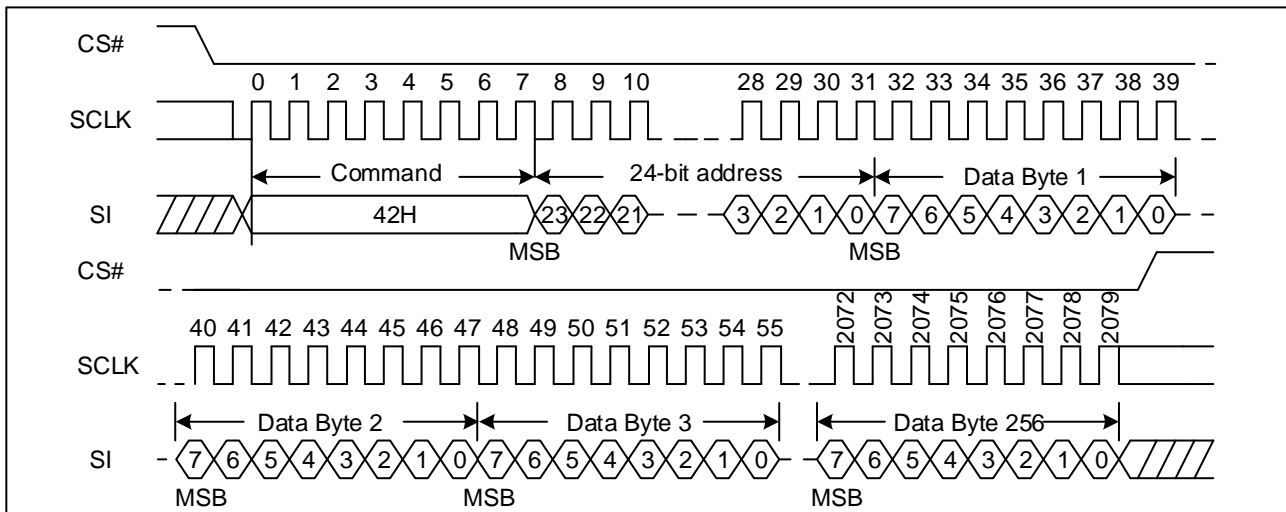 CS#
0 1 2 3 4 5 6 7 8 9 10 28 29 30 31 32 33 34 35 36 37 38 39
SCLK
Command 24-bit address Data Byte 1
SI 42H 23 22 21 3 2 1 0 7 6 5 4 3 2 1 0
MSB MSB
CS#
40 41 42 43 44 45 46 47 48 49 50 51 52 53 54 55 2072 2073 2074 2075 2076 2077 2078 2079
SCLK
Data Byte 2 Data Byte 3 Data Byte 256
SI 7 6 5 4 3 2 1 0 7 6 5 4 3 2 1 0 7 6 5 4 3 2 1 0
MSB MSB MSB